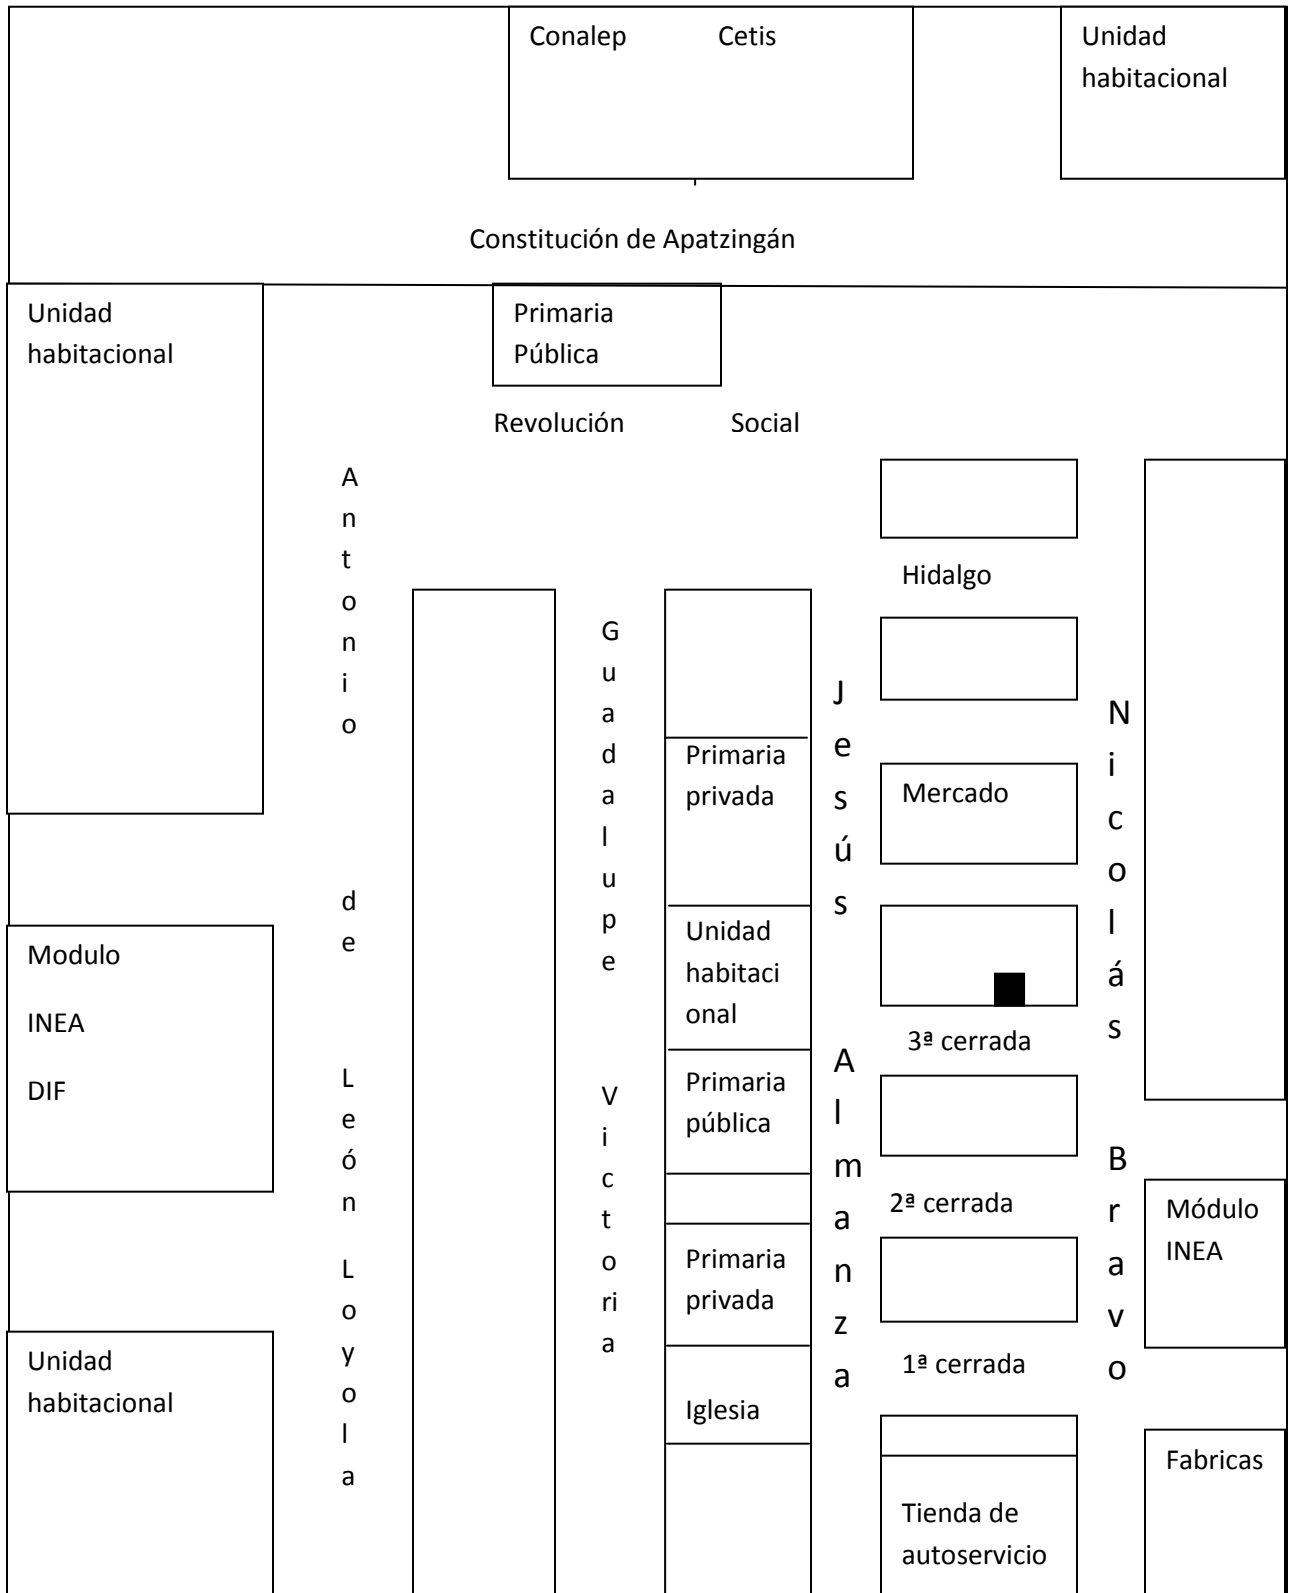 Conalep Cetis
Unidad
habitacional
Constitución de Apatzingán
Unidad
habitacional
Primaria
Pública
Revolución Social
Antonio de León Loyola
Guadalupe Victoria
Jesús Almanza
Nicolás Bravo
Hidalgo
Primaria
privada
Mercado
Unidad
habitaci
onal
Modulo
INEA
DIF
3ª cerrada
Primaria
pública
2ª cerrada
Módulo
INEA
Primaria
privada
1ª cerrada
Unidad
habitacional
Iglesia
Fabricas
Tienda de
autoservicio